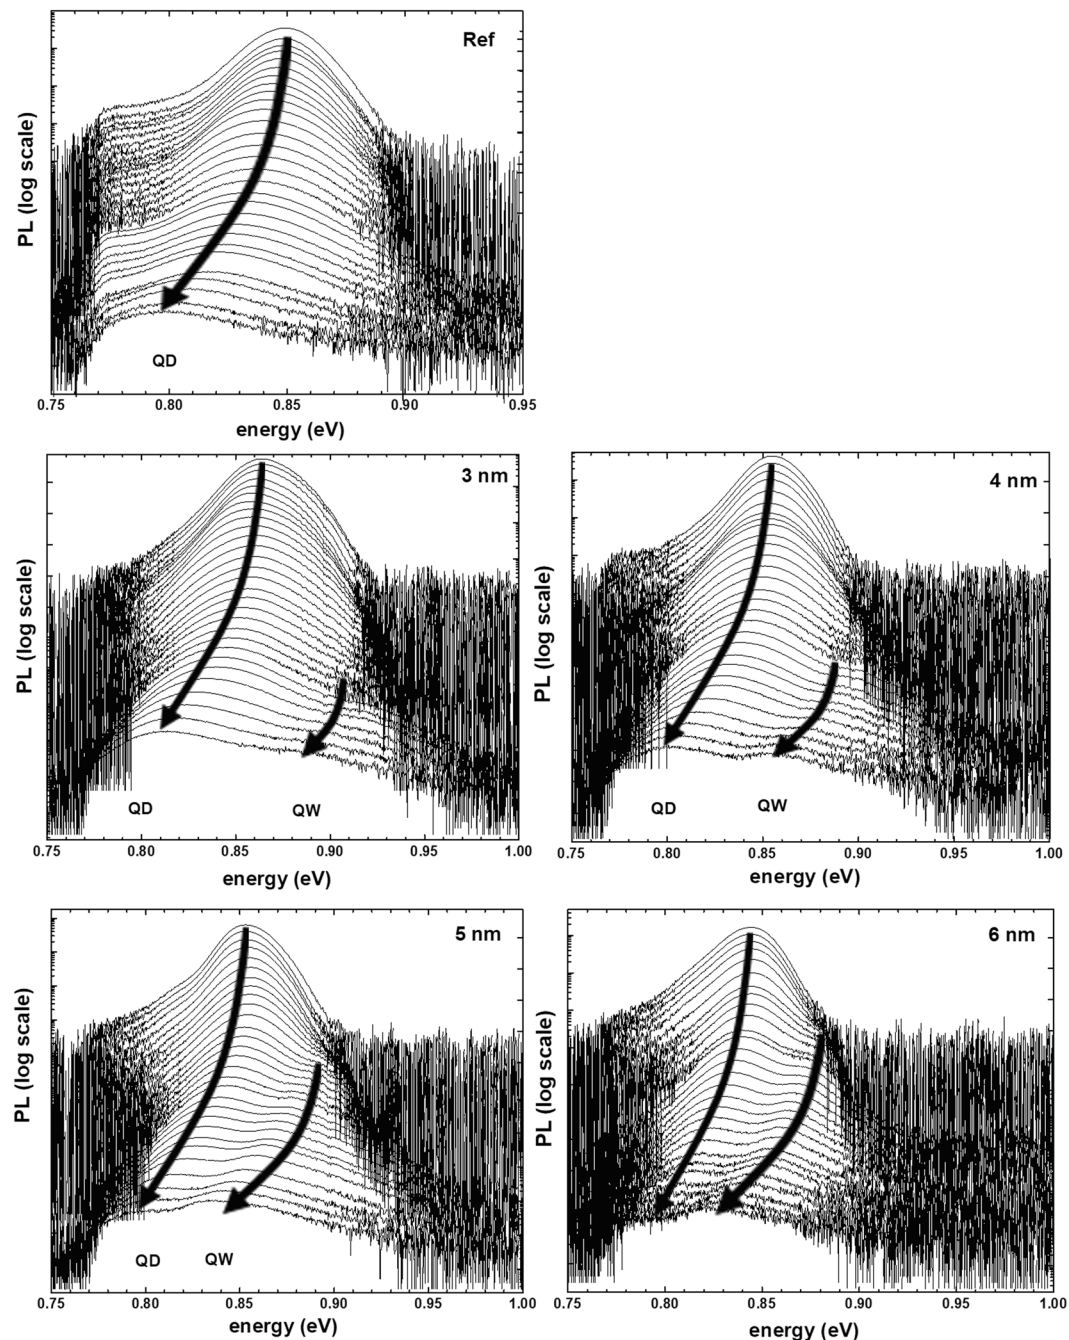 Ref
PL (log scale)
QD
0.75 0.80 0.85 0.90 0.95
energy (eV)
3 nm
PL (log scale)
QD QW
0.75 0.80 0.85 0.90 0.95 1.00
energy (eV)
4 nm
PL (log scale)
QD QW
0.75 0.80 0.85 0.90 0.95 1.00
energy (eV)
5 nm
PL (log scale)
QD QW
0.75 0.80 0.85 0.90 0.95 1.00
energy (eV)
6 nm
PL (log scale)
0.75 0.80 0.85 0.90 0.95 1.00
energy (eV)